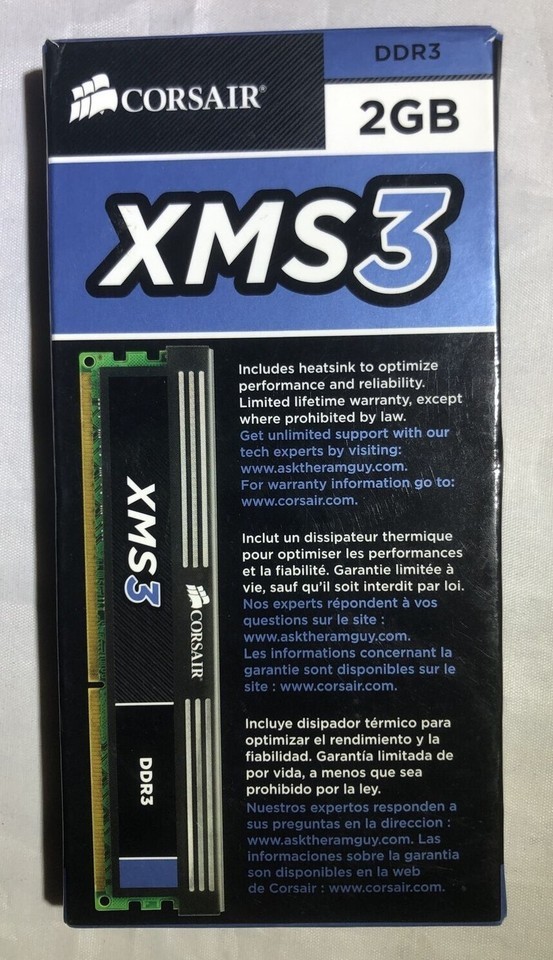 CORSAIR®
DDR3
2GB
XMS3
Includes heatsink to optimize
performance and reliability.
Limited lifetime warranty, except
where prohibited by law.
Get unlimited support with our
tech experts by visiting:
www.asktheramguy.com.
For warranty information go to:
www.corsair.com.
Inclut un dissipateur thermique
pour optimiser les performances
et la fiabilité. Garantie limitée à
vie, sauf qu'il soit interdit par loi.
Nos experts répondent à vos
questions sur le site :
www.asktheramguy.com.
Les informations concernant la
garantie sont disponibles sur le
site : www.corsair.com.
Incluye disipador térmico para
optimizar el rendimiento y la
fiabilidad. Garantía limitada de
por vida, a menos que sea
prohibido por la ley.
Nuestros expertos responden a
sus preguntas en la direccion :
www.asktheramguy.com. Las
informaciones sobre la garantia
son disponibles en la web
de Corsair : www.corsair.com.
XMS3
CORSAIR
DDR3